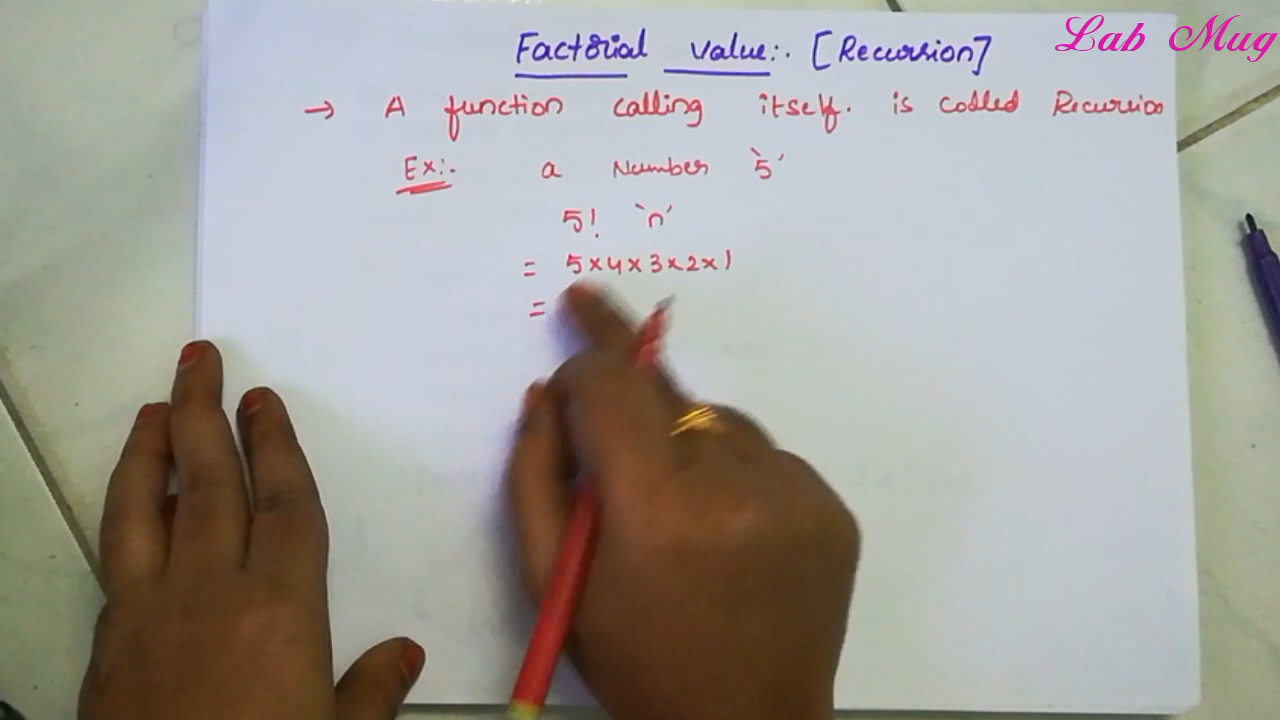 Lab Mug
Factorial value:. [Recursion]
→ A function calling itself. is called Recursion
Ex:- a Number '5'
5! 'n'
= 5×4×3×2×1
=